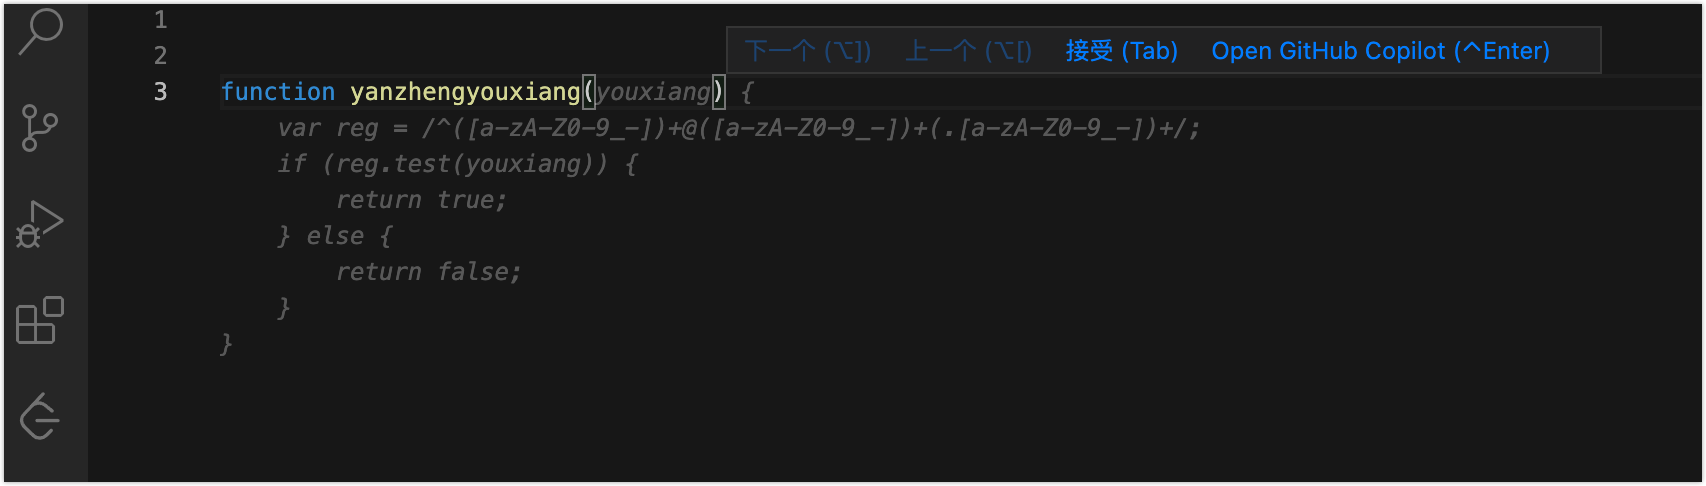 1
2
下一个 (⌥]) 上一个 (⌥[) 接受 (Tab) Open GitHub Copilot (^Enter)
3 function yanzhengyouxiang(youxiang) {
var reg = /^([a-zA-Z0-9_-])+@([a-zA-Z0-9_-])+(.[a-zA-Z0-9_-])+/;
if (reg.test(youxiang)) {
return true;
} else {
return false;
}
}